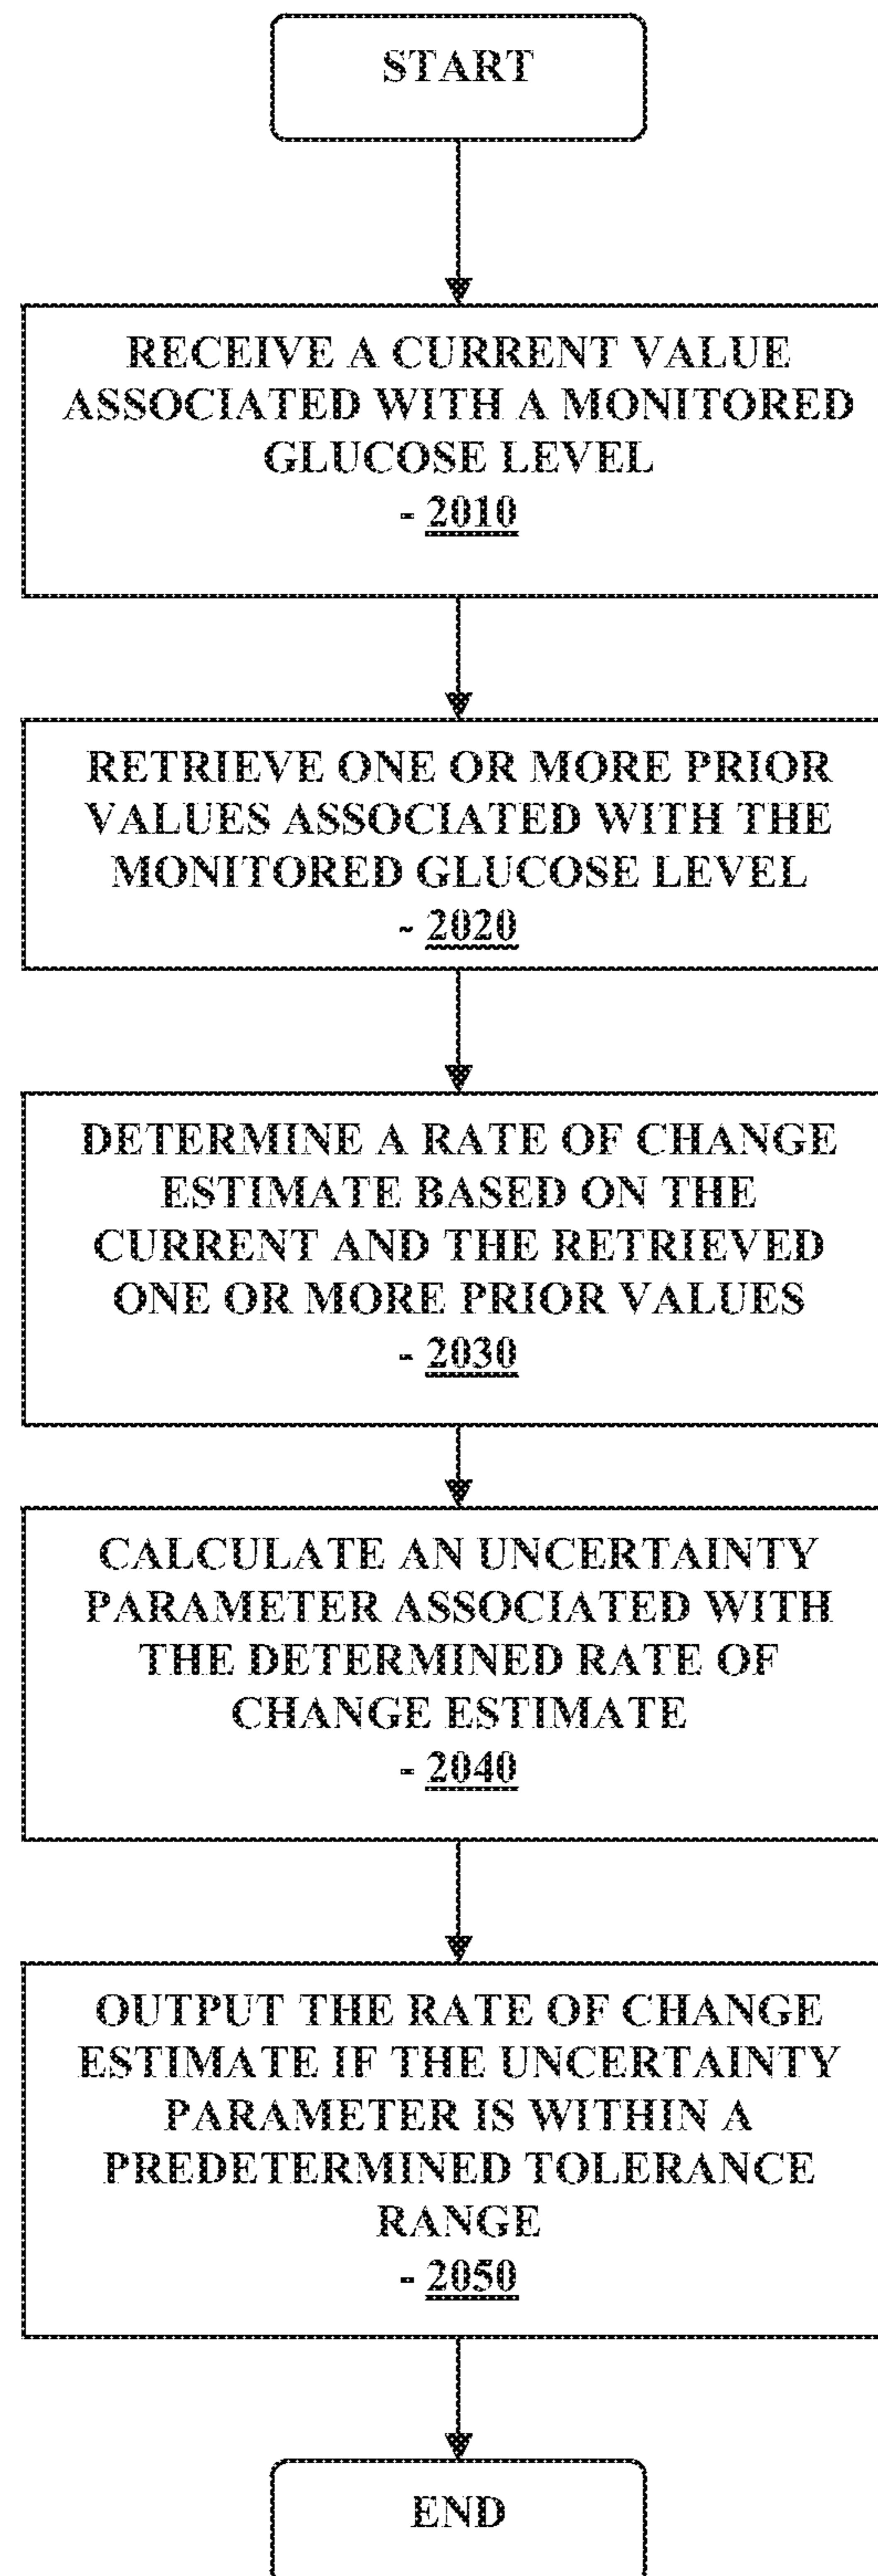 START
RECEIVE A CURRENT VALUE
ASSOCIATED WITH A MONITORED
GLUCOSE LEVEL
- 2010
RETRIEVE ONE OR MORE PRIOR
VALUES ASSOCIATED WITH THE
MONITORED GLUCOSE LEVEL
- 2020
DETERMINE A RATE OF CHANGE
ESTIMATE BASED ON THE
CURRENT AND THE RETRIEVED
ONE OR MORE PRIOR VALUES
- 2030
CALCULATE AN UNCERTAINTY
PARAMETER ASSOCIATED WITH
THE DETERMINED RATE OF
CHANGE ESTIMATE
- 2040
OUTPUT THE RATE OF CHANGE
ESTIMATE IF THE UNCERTAINTY
PARAMETER IS WITHIN A
PREDETERMINED TOLERANCE
RANGE
- 2050
END